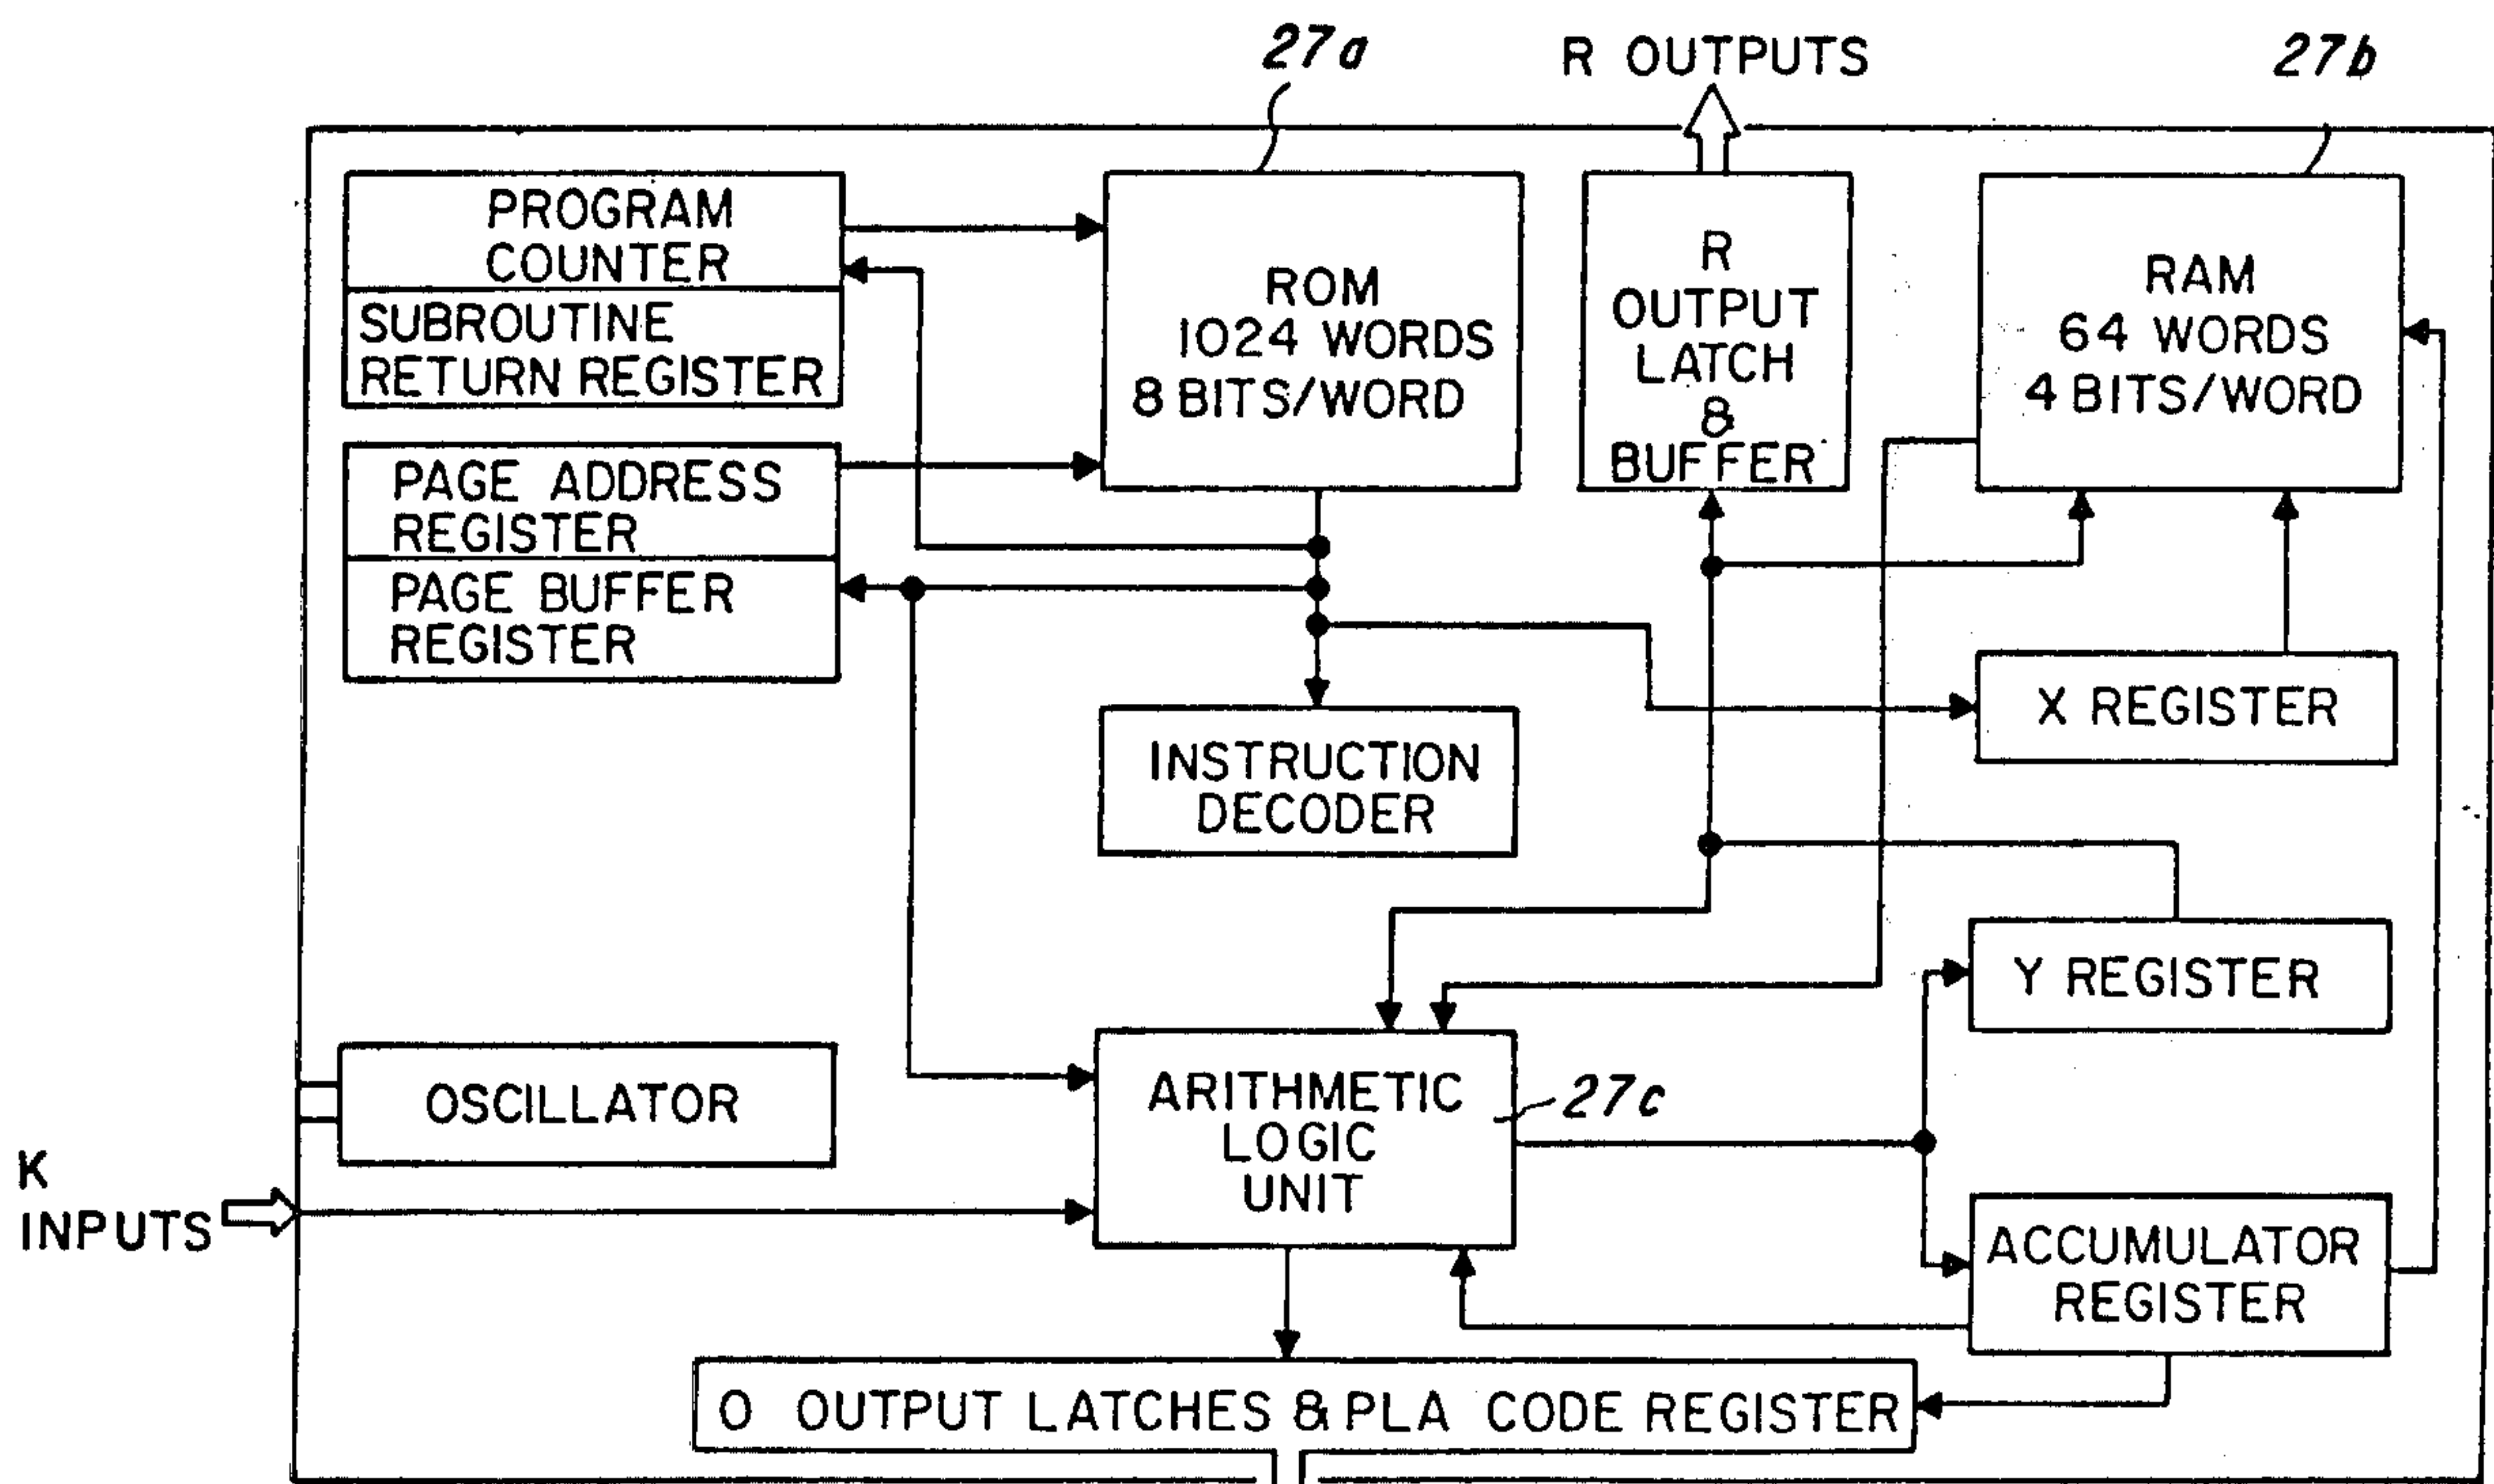 27a
R OUTPUTS
27b
PROGRAM
COUNTER
SUBROUTINE
RETURN REGISTER
PAGE ADDRESS
REGISTER
PAGE BUFFER
REGISTER
ROM
1024 WORDS
8 BITS/WORD
R
OUTPUT
LATCH
&
BUFFER
RAM
64 WORDS
4 BITS/WORD
INSTRUCTION
DECODER
X REGISTER
Y REGISTER
OSCILLATOR
K
INPUTS
ARITHMETIC
LOGIC
UNIT
27c
ACCUMULATOR
REGISTER
O OUTPUT LATCHES & PLA CODE REGISTER